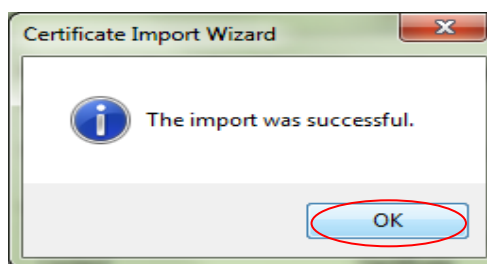 Certificate Import Wizard
The import was successful.
OK